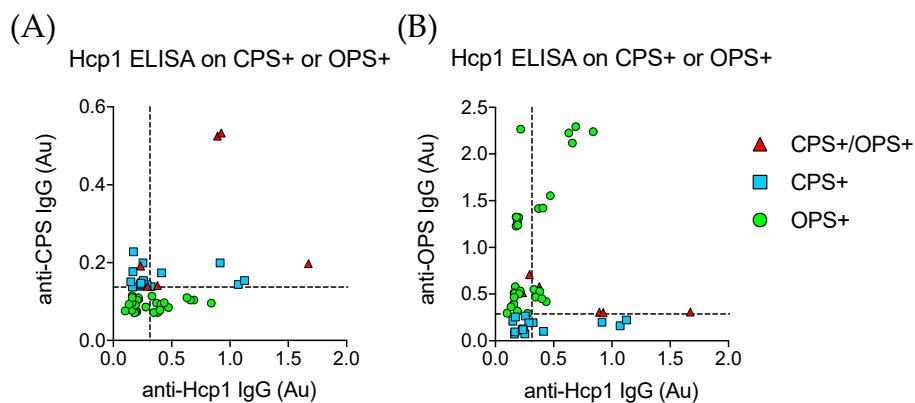 (A)
Hcp1 ELISA on CPS+ or OPS+
0.6
0.4
0.2
0.0
anti-CPS IgG (Au)
0.0 0.5 1.0 1.5 2.0
anti-Hcp1 IgG (Au)
(B)
Hcp1 ELISA on CPS+ or OPS+
2.5
2.0
1.5
1.0
0.5
0.0
anti-OPS IgG (Au)
0.0 0.5 1.0 1.5 2.0
anti-Hcp1 IgG (Au)
CPS+/OPS+
CPS+
OPS+